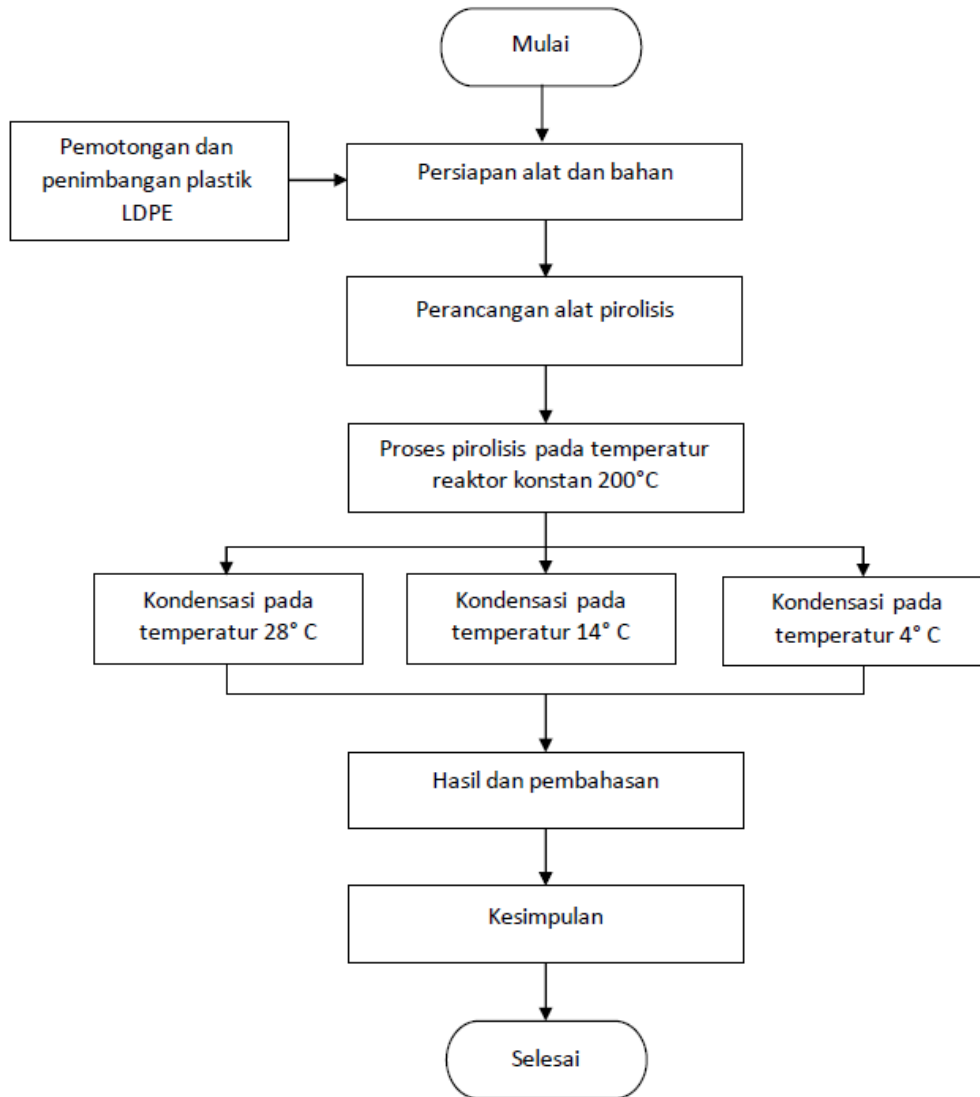 Mulai
Pemotongan dan
penimbangan plastik
LDPE
Persiapan alat dan bahan
Perancangan alat pirolisis
Proses pirolisis pada temperatur
reaktor konstan 200°C
Kondensasi pada
temperatur 28° C
Kondensasi pada
temperatur 14° C
Kondensasi pada
temperatur 4° C
Hasil dan pembahasan
Kesimpulan
Selesai